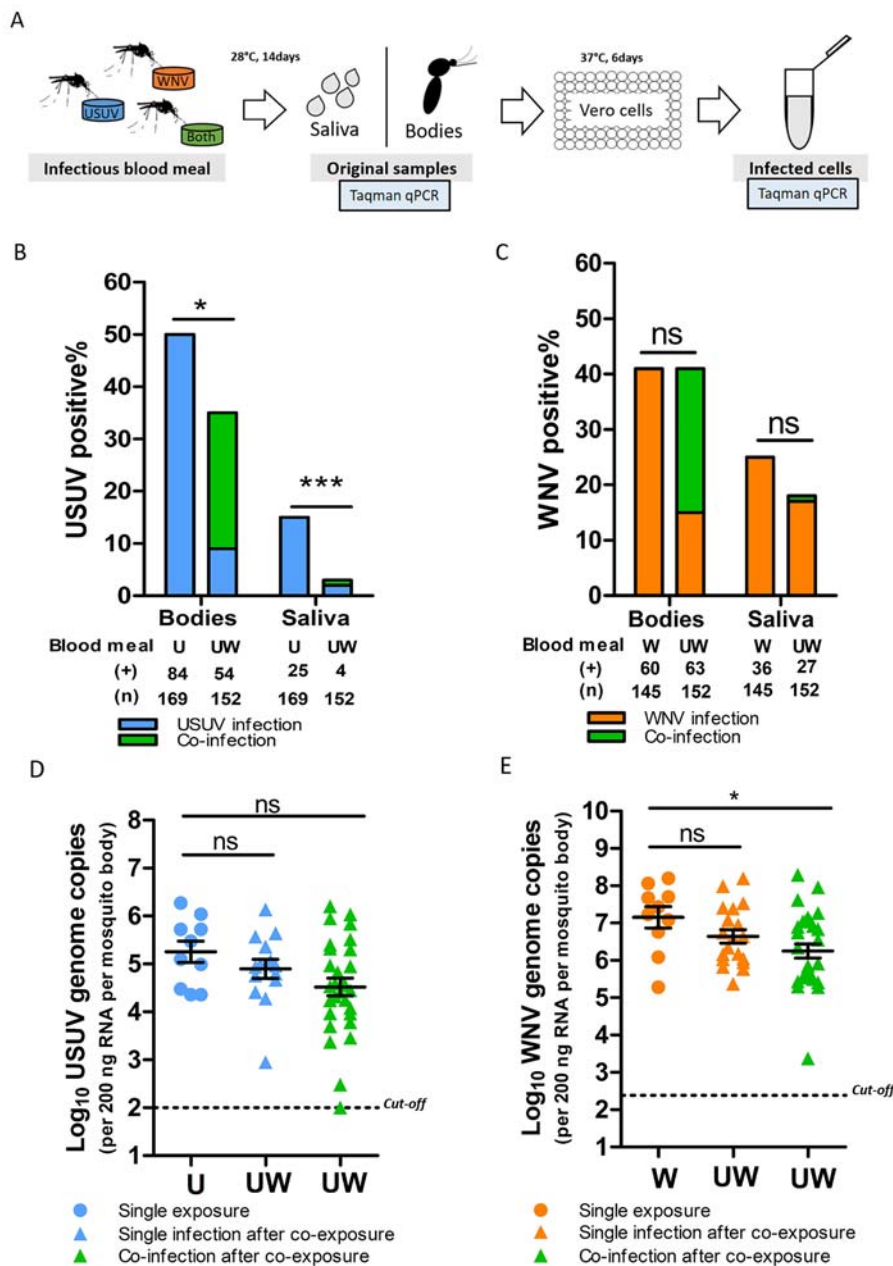 A
WNV
USUV
Both
28°C, 14days
Saliva
Bodies
37°C, 6days
Vero cells
Infectious blood meal
Original samples
Taqman qPCR
Infected cells
Taqman qPCR
B
USUV positive%
60
50
40
30
20
10
0
*
***
Bodies Saliva
Blood meal U UW U UW
(+) 84 54 25 4
(n) 169 152 169 152
USUV infection
Co-infection
C
WNV positive%
60
50
40
30
20
10
0
ns
ns
Bodies Saliva
Blood meal W UW W UW
(+) 60 63 36 27
(n) 145 152 145 152
WNV infection
Co-infection
D
Log10 USUV genome copies
(per 200 ng RNA per mosquito body)
8
7
6
5
4
3
2
1
ns
ns
Cut-off
U UW UW
Single exposure
Single infection after co-exposure
Co-infection after co-exposure
E
Log10 WNV genome copies
(per 200 ng RNA per mosquito body)
10
9
8
7
6
5
4
3
2
1
*
ns
Cut-off
W UW UW
Single exposure
Single infection after co-exposure
Co-infection after co-exposure